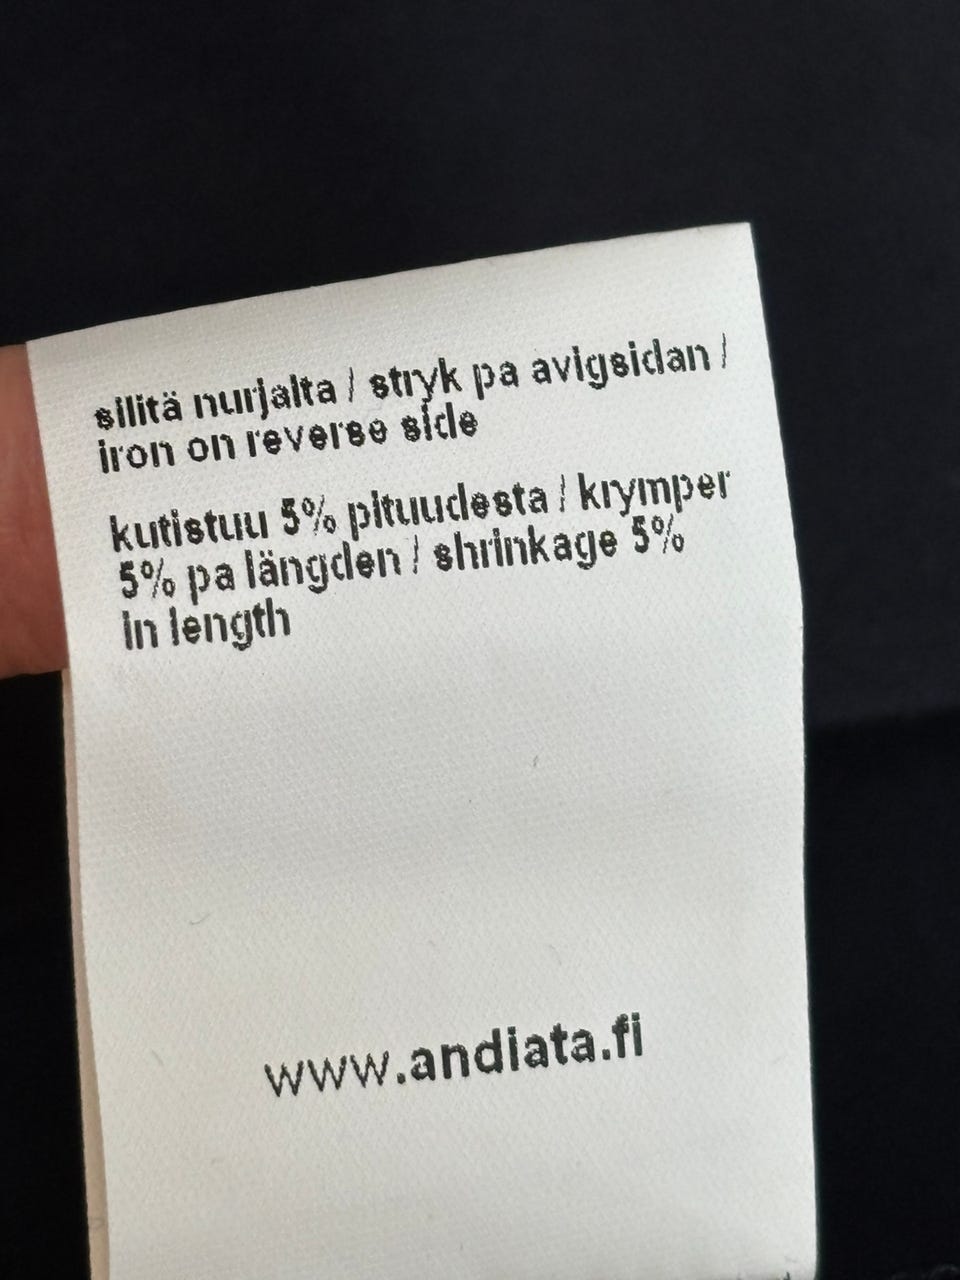 silitä nurjalta / stryk pa avigsidan /
iron on reverse side
kutistuu 5% pituudesta / krymper
5% pa längden / shrinkage 5%
in length
www.andiata.fi